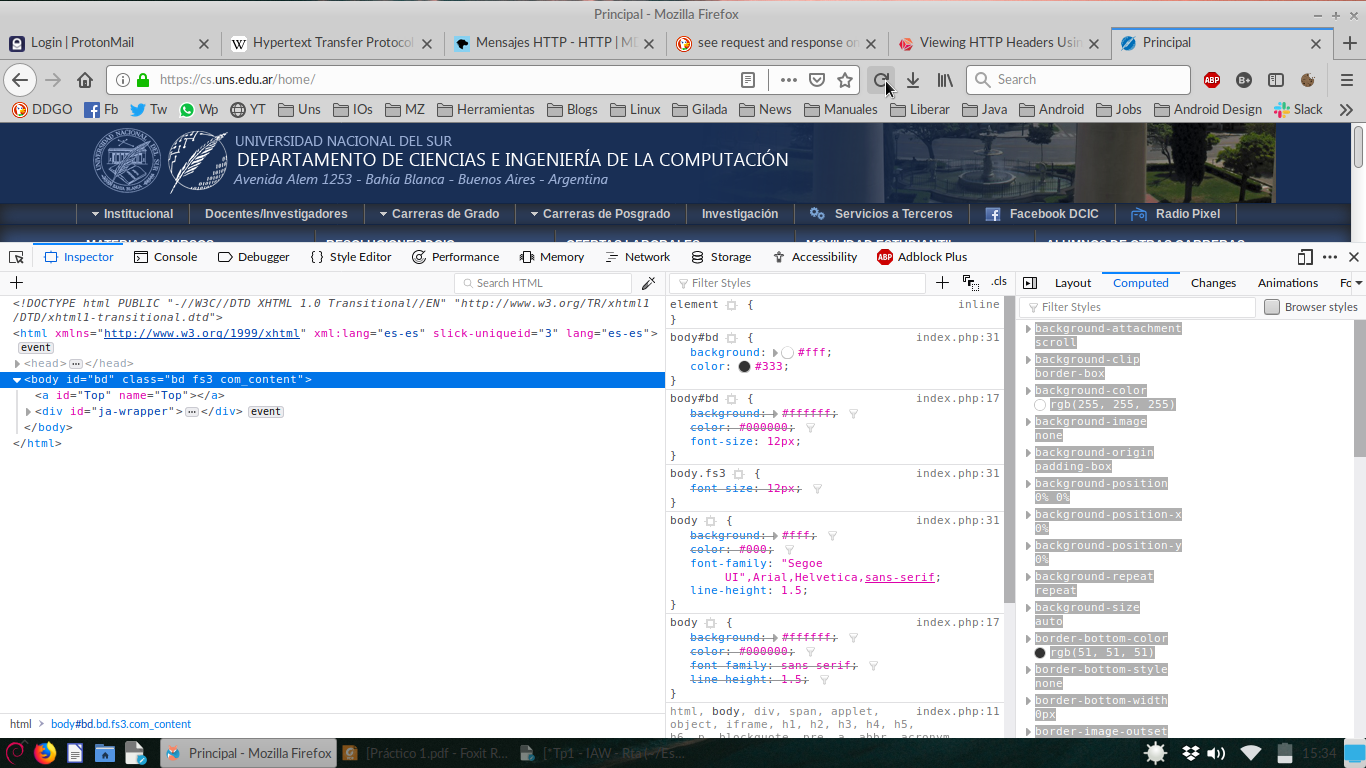 Principal - Mozilla Firefox
Login | ProtonMail
Hypertext Transfer Protoco
Mensajes HTTP - HTTP | M
see request and response on
Viewing HTTP Headers Usin
Principal
https://cs.uns.edu.ar/home/
Search
ABP
B+
DDGO
Fb
Tw
Wp
YT
Uns
IOs
MZ
Herramientas
Blogs
Linux
Gilada
News
Manuales
Liberar
Java
Android
Jobs
Android Design
Slack
UNIVERSIDAD NACIONAL DEL SUR
DEPARTAMENTO DE CIENCIAS E INGENIERÍA DE LA COMPUTACIÓN
Avenida Alem 1253 - Bahía Blanca - Buenos Aires - Argentina
Institucional
Docentes/Investigadores
Carreras de Grado
Carreras de Posgrado
Investigación
Servicios a Terceros
Facebook DCIC
Radio Pixel
Inspector
Console
Debugger
Style Editor
Performance
Memory
Network
Storage
Accessibility
ABP
Adblock Plus
Search HTML
<!DOCTYPE html PUBLIC "-//W3C//DTD XHTML 1.0 Transitional//EN" "http://www.w3.org/TR/xhtml1
/DTD/xhtml1-transitional.dtd">
<html xmlns="http://www.w3.org/1999/xhtml" xml:lang="es-es" slick-uniqueid="3" lang="es-es">
event
<head>…</head>
<body id="bd" class="bd fs3 com_content">
<a id="Top" name="Top"></a>
<div id="ja-wrapper">…</div> event
</body>
</html>
html > body#bd.bd.fs3.com_content
Filter Styles
.cls
element { inline
}
body#bd { index.php:31
background: #fff;
color: #333;
}
body#bd { index.php:17
background: #ffffff;
color: #000000;
font-size: 12px;
}
body.fs3 { index.php:31
font-size: 12px;
}
body { index.php:31
background: #fff;
color: #000;
font-family: "Segoe
UI",Arial,Helvetica,sans-serif;
line-height: 1.5;
}
body { index.php:17
background: #ffffff;
color: #000000;
font-family: sans-serif;
line-height: 1.5;
}
html, body, div, span, applet, index.php:11
object, iframe, h1, h2, h3, h4, h5,
h6, p, blockquote, pre, a, abbr, acronym,
Layout
Computed
Changes
Animations
Fo
Filter Styles
Browser styles
background-attachment
scroll
background-clip
border-box
background-color
rgb(255, 255, 255)
background-image
none
background-origin
padding-box
background-position
0% 0%
background-position-x
0%
background-position-y
0%
background-repeat
repeat
background-size
auto
border-bottom-color
rgb(51, 51, 51)
border-bottom-style
none
border-bottom-width
0px
border-image-outset
Principal - Mozilla Firefox
[Práctico 1.pdf - Foxit R...
[*Tp1 - IAW - Rta [~/Es...
15:34